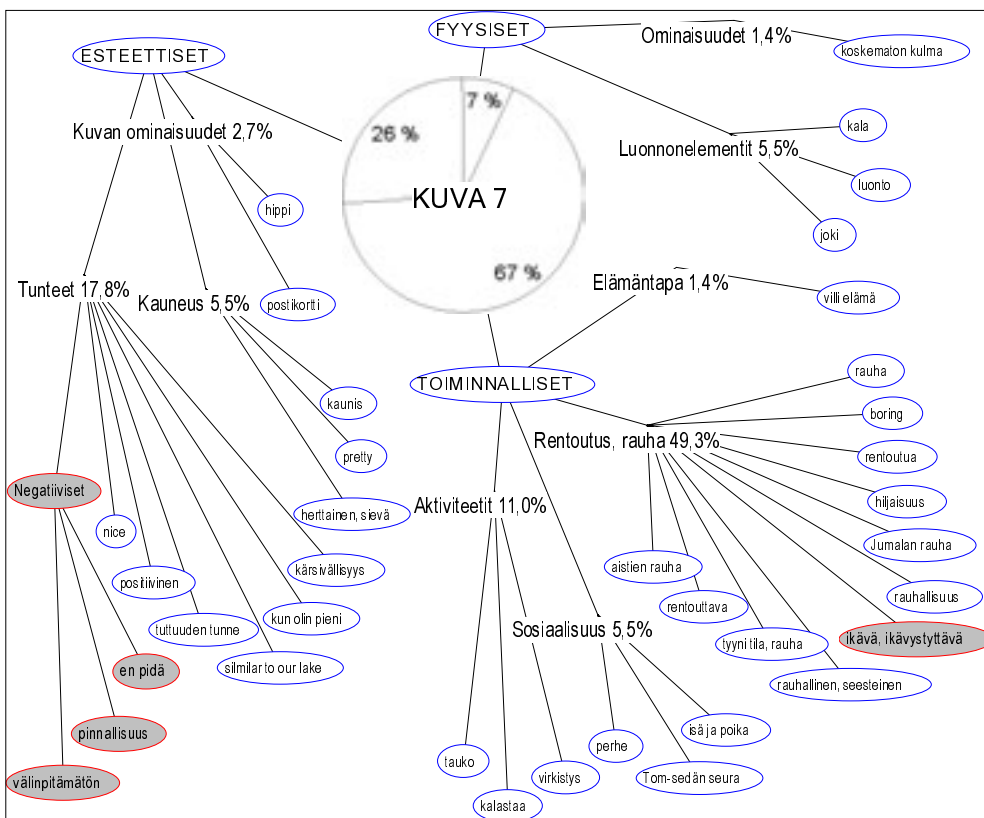 FYYSISET
Ominaisuudet 1,4%
koskematon kulma
ESTEETTISET
7 %
26 %
Kuvan ominaisuudet 2,7%
kala
Luonnonelementit 5,5%
luonto
KUVA 7
hippi
joki
67 %
Tunteet 17,8%
Kauneus 5,5%
postikortti
Elämäntapa 1,4%
villi elämä
TOIMINNALLISET
rauha
kaunis
boring
Rentoutus, rauha 49,3%
pretty
rentoutua
Negatiiviset
Aktiviteetit 11,0%
hiljaisuus
herttainen, sievä
nice
Jumalan rauha
kärsivällisyys
aistien rauha
positiivinen
rauhallisuus
rentouttava
kun olin pieni
tuttuuden tunne
Sosiaalisuus 5,5%
tyyni tila, rauha
ikävä, ikävystyttävä
en pidä
silmilar to our lake
rauhallinen, seesteinen
pinnallisuus
isä ja poika
perhe
tauko
välinpitämätön
virkistys
Tom-sedän seura
kalastaa